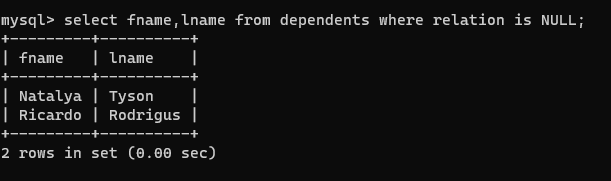 mysql> select fname,lname from dependents where relation is NULL;
+---------+----------+
| fname   | lname    |
+---------+----------+
| Natalya | Tyson    |
| Ricardo | Rodrigus |
+---------+----------+
2 rows in set (0.00 sec)